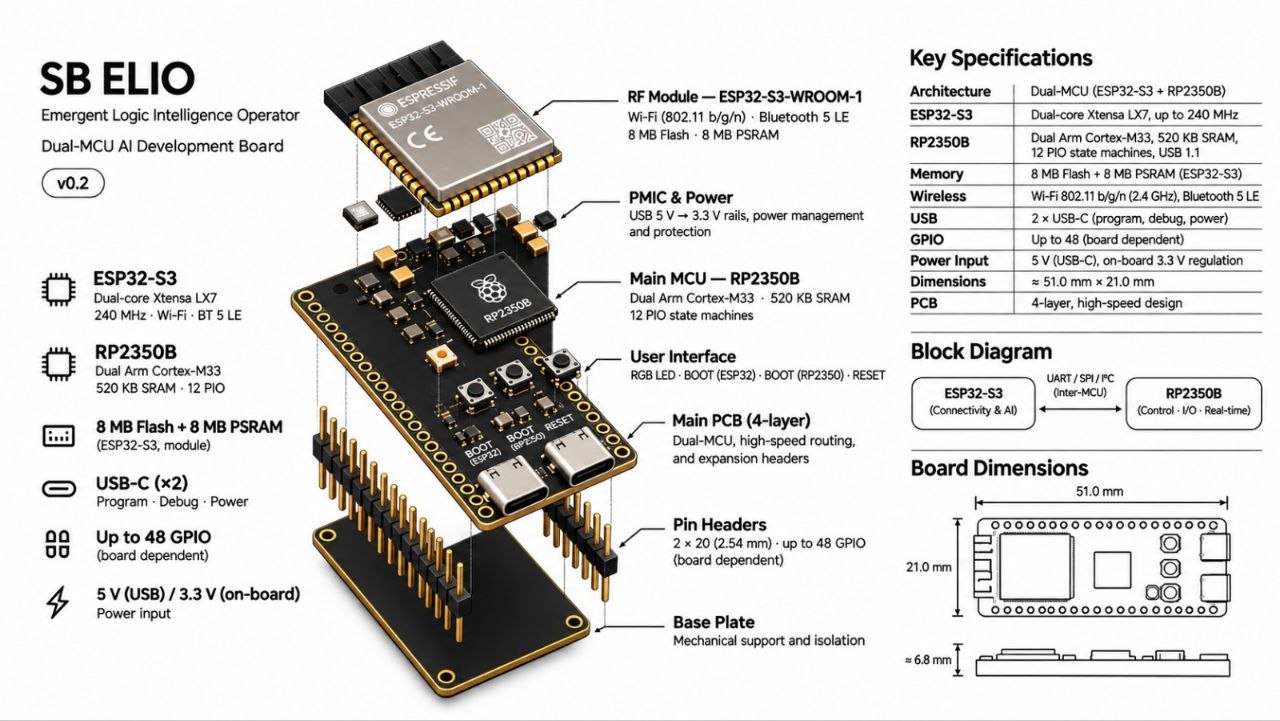 SB ELIO
Emergent Logic Intelligence Operator
Dual-MCU AI Development Board
v0.2
ESP32-S3
Dual-core Xtensa LX7
240 MHz · Wi-Fi · BT 5 LE
RP2350B
Dual Arm Cortex-M33
520 KB SRAM · 12 PIO
8 MB Flash + 8 MB PSRAM
(ESP32-S3, module)
USB-C (×2)
Program · Debug · Power
Up to 48 GPIO
(board dependent)
5 V (USB) / 3.3 V (on-board)
Power input
ESPRESSIF
ESP32-S3-WROOM-1
CE
RP2350B
BOOT
(ESP32)
BOOT
(RP2350)
RESET
RF Module — ESP32-S3-WROOM-1
Wi-Fi (802.11 b/g/n) · Bluetooth 5 LE
8 MB Flash · 8 MB PSRAM
PMIC & Power
USB 5 V → 3.3 V rails, power management
and protection
Main MCU — RP2350B
Dual Arm Cortex-M33 · 520 KB SRAM
12 PIO state machines
User Interface
RGB LED · BOOT (ESP32) · BOOT (RP2350) · RESET
Main PCB (4-layer)
Dual-MCU, high-speed routing,
and expansion headers
Pin Headers
2 × 20 (2.54 mm) · up to 48 GPIO
(board dependent)
Base Plate
Mechanical support and isolation
Key Specifications
Architecture Dual-MCU (ESP32-S3 + RP2350B)
ESP32-S3 Dual-core Xtensa LX7, up to 240 MHz
RP2350B Dual Arm Cortex-M33, 520 KB SRAM,
12 PIO state machines, USB 1.1
Memory 8 MB Flash + 8 MB PSRAM (ESP32-S3)
Wireless Wi-Fi 802.11 b/g/n (2.4 GHz), Bluetooth 5 LE
USB 2 × USB-C (program, debug, power)
GPIO Up to 48 (board dependent)
Power Input 5 V (USB-C), on-board 3.3 V regulation
Dimensions ≈ 51.0 mm × 21.0 mm
PCB 4-layer, high-speed design
Block Diagram
ESP32-S3
(Connectivity & AI)
UART / SPI / I²C
(Inter-MCU)
RP2350B
(Control · I/O · Real-time)
Board Dimensions
51.0 mm
21.0 mm
≈ 6.8 mm